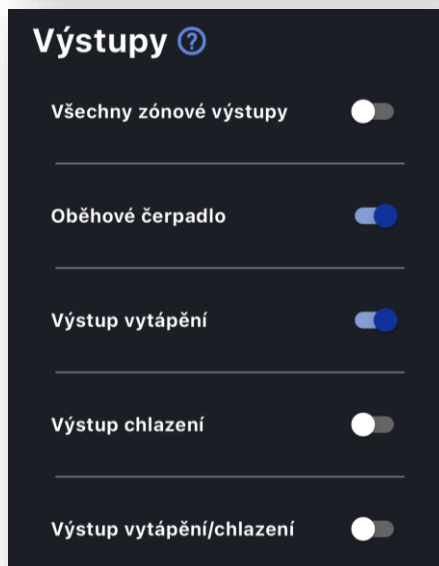 Výstupy ?
Všechny zónové výstupy
Oběhové čerpadlo
Výstup vytápění
Výstup chlazení
Výstup vytápění/chlazení